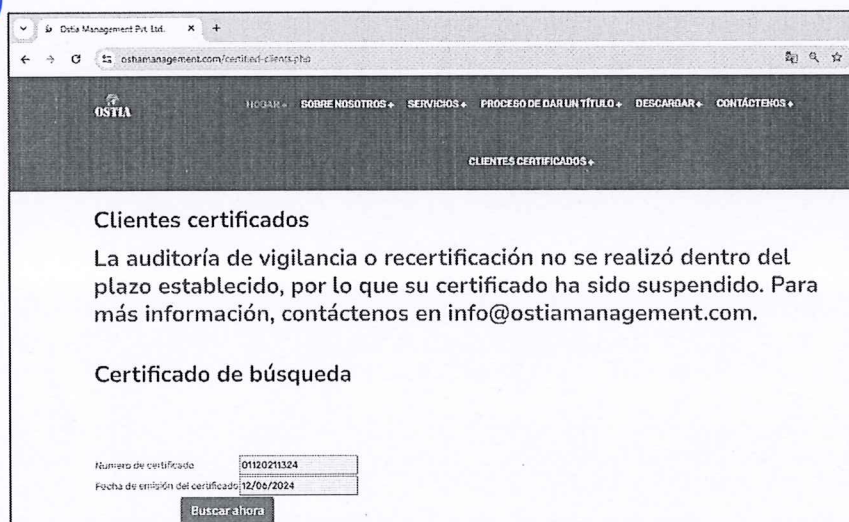 Ostia Management Pvt. Ltd.
ostiamanagement.com/certified-clients.php
OSTIA
HOGAR +
SOBRE NOSOTROS +
SERVICIOS +
PROCESO DE DAR UN TÍTULO +
DESCARGAR +
CONTÁCTENOS +
CLIENTES CERTIFICADOS +
Clientes certificados
La auditoría de vigilancia o recertificación no se realizó dentro del
plazo establecido, por lo que su certificado ha sido suspendido. Para
más información, contáctenos en info@ostiamanagement.com.
Certificado de búsqueda
Numero de certificado 01120211324
Fecha de emisión del certificado 12/06/2024
Buscar ahora